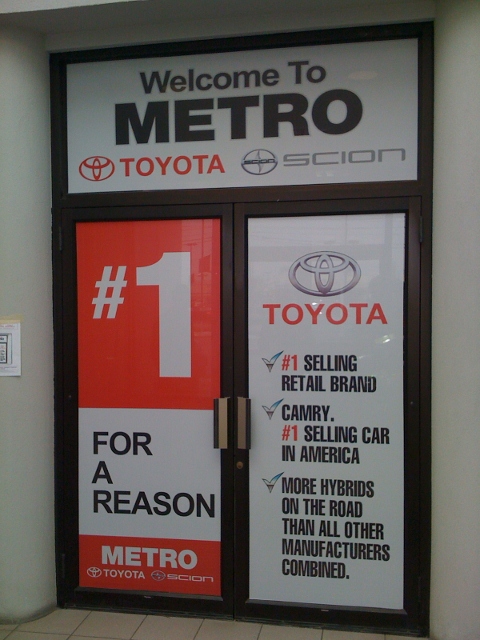 Welcome To
METRO
TOYOTA SCION
#1
FOR
A
REASON
METRO
TOYOTA SCION
TOYOTA
#1 SELLING
RETAIL BRAND
CAMRY.
#1 SELLING CAR
IN AMERICA
MORE HYBRIDS
ON THE ROAD
THAN ALL OTHER
MANUFACTURERS
COMBINED.